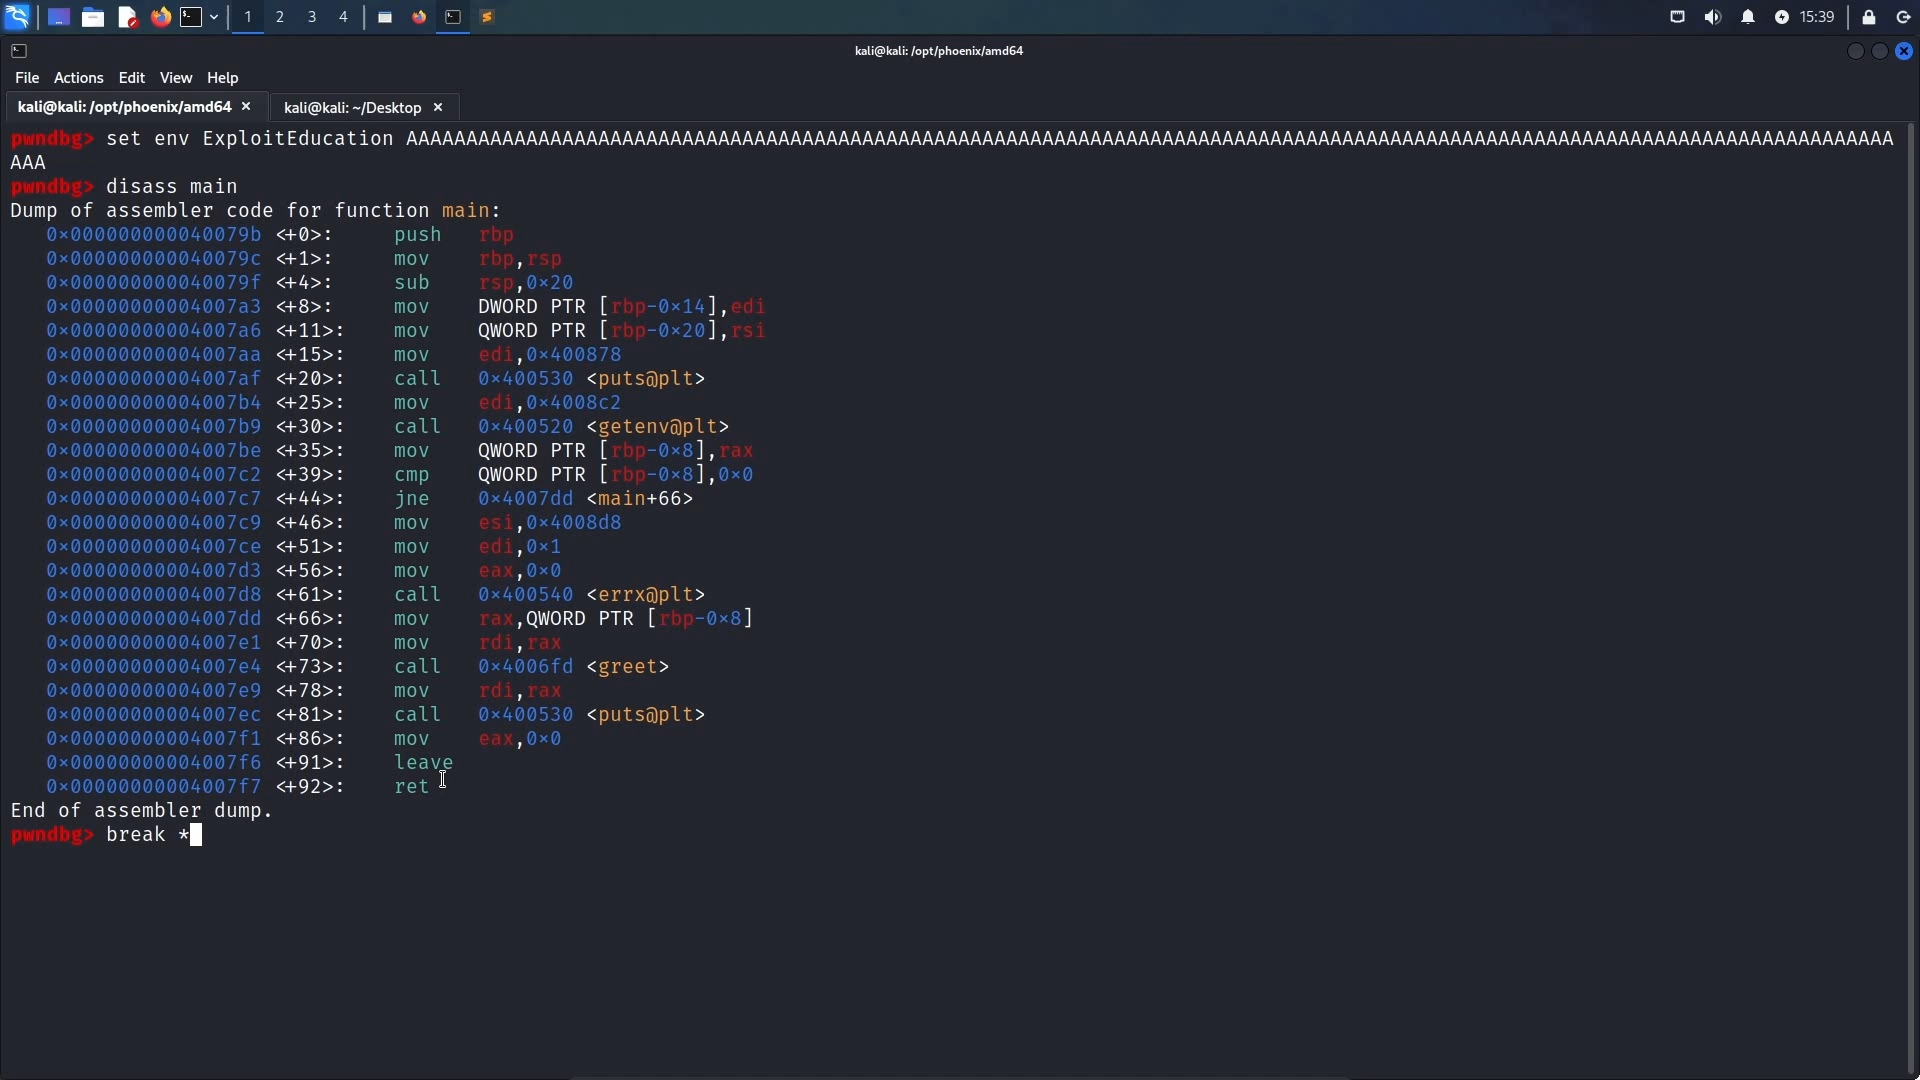 1 2 3 4 15:39
kali@kali: /opt/phoenix/amd64
File Actions Edit View Help
kali@kali: /opt/phoenix/amd64 × kali@kali: ~/Desktop ×
pwndbg> set env ExploitEducation AAAAAAAAAAAAAAAAAAAAAAAAAAAAAAAAAAAAAAAAAAAAAAAAAAAAAAAAAAAAAAAAAAAAAAAAAAAAAAAAAAAAAAAAAAAAAAAAAAAAAAAAAAAAAAAAAAAAAAAAAAAA
AAA
pwndbg> disass main
Dump of assembler code for function main:
0x000000000040079b <+0>: push rbp
0x000000000040079c <+1>: mov rbp,rsp
0x000000000040079f <+4>: sub rsp,0x20
0x00000000004007a3 <+8>: mov DWORD PTR [rbp-0x14],edi
0x00000000004007a6 <+11>: mov QWORD PTR [rbp-0x20],rsi
0x00000000004007aa <+15>: mov edi,0x400878
0x00000000004007af <+20>: call 0x400530 <puts@plt>
0x00000000004007b4 <+25>: mov edi,0x4008c2
0x00000000004007b9 <+30>: call 0x400520 <getenv@plt>
0x00000000004007be <+35>: mov QWORD PTR [rbp-0x8],rax
0x00000000004007c2 <+39>: cmp QWORD PTR [rbp-0x8],0x0
0x00000000004007c7 <+44>: jne 0x4007dd <main+66>
0x00000000004007c9 <+46>: mov esi,0x4008d8
0x00000000004007ce <+51>: mov edi,0x1
0x00000000004007d3 <+56>: mov eax,0x0
0x00000000004007d8 <+61>: call 0x400540 <errx@plt>
0x00000000004007dd <+66>: mov rax,QWORD PTR [rbp-0x8]
0x00000000004007e1 <+70>: mov rdi,rax
0x00000000004007e4 <+73>: call 0x4006fd <greet>
0x00000000004007e9 <+78>: mov rdi,rax
0x00000000004007ec <+81>: call 0x400530 <puts@plt>
0x00000000004007f1 <+86>: mov eax,0x0
0x00000000004007f6 <+91>: leave
0x00000000004007f7 <+92>: ret
End of assembler dump.
pwndbg> break *